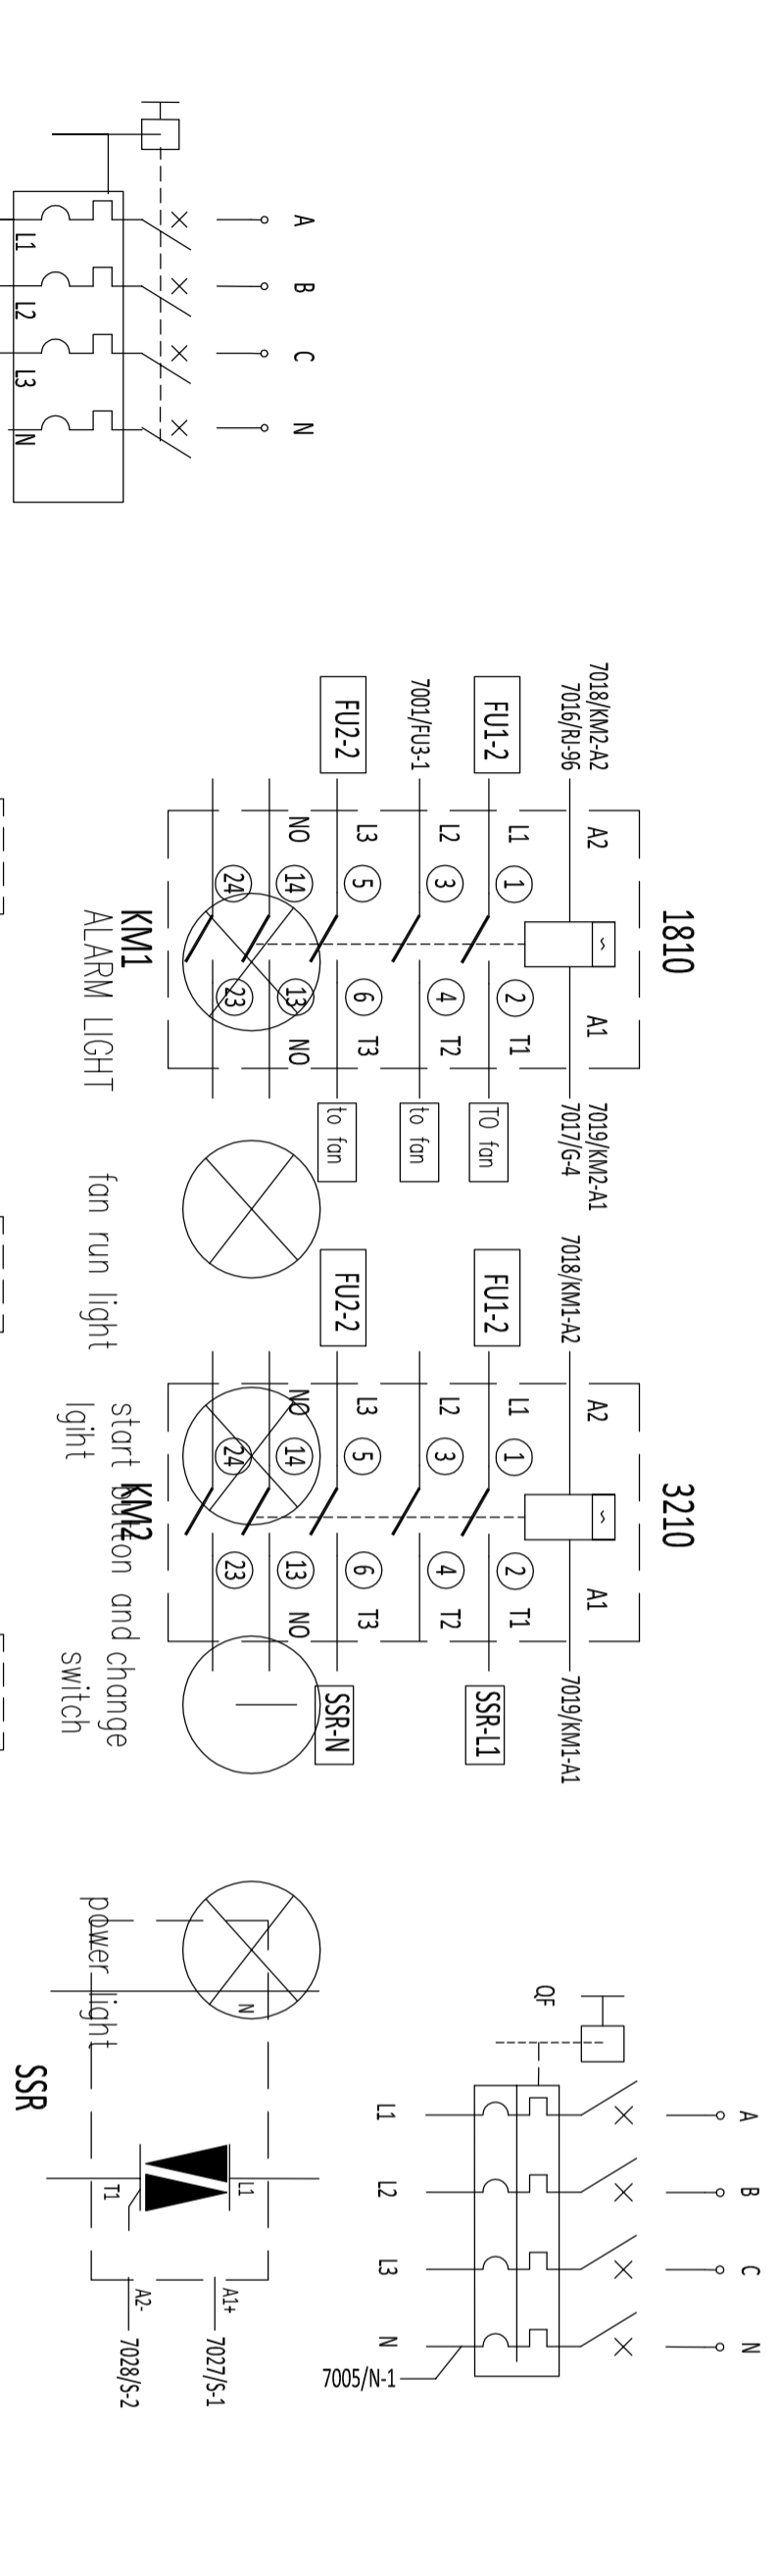 A
B
C
N
L1
L2
L3
N
1810
7018/KM2-A2
7016/RJ-96
A2
A1
7019/KM2-A1
7017/G-4
~
FU1-2
L1
1
2
T1
TO fan
7001/FU3-1
L2
3
4
T2
to fan
FU2-2
L3
5
6
T3
to fan
NO
14
13
NO
24
23
KM1
ALARM LIGHT
fan run light
3210
7018/KM1-A2
A2
A1
7019/KM1-A1
~
FU1-2
L1
1
2
T1
SSR-L1
L2
3
4
T2
FU2-2
L3
5
6
T3
SSR-N
NO
14
13
NO
24
23
KM2
start button and
lgiht
change
switch
power light
QF
A
B
C
N
L1
L2
L3
N
7005/N-1
N
L1
A1+
7027/S-1
T1
A2-
7028/S-2
SSR